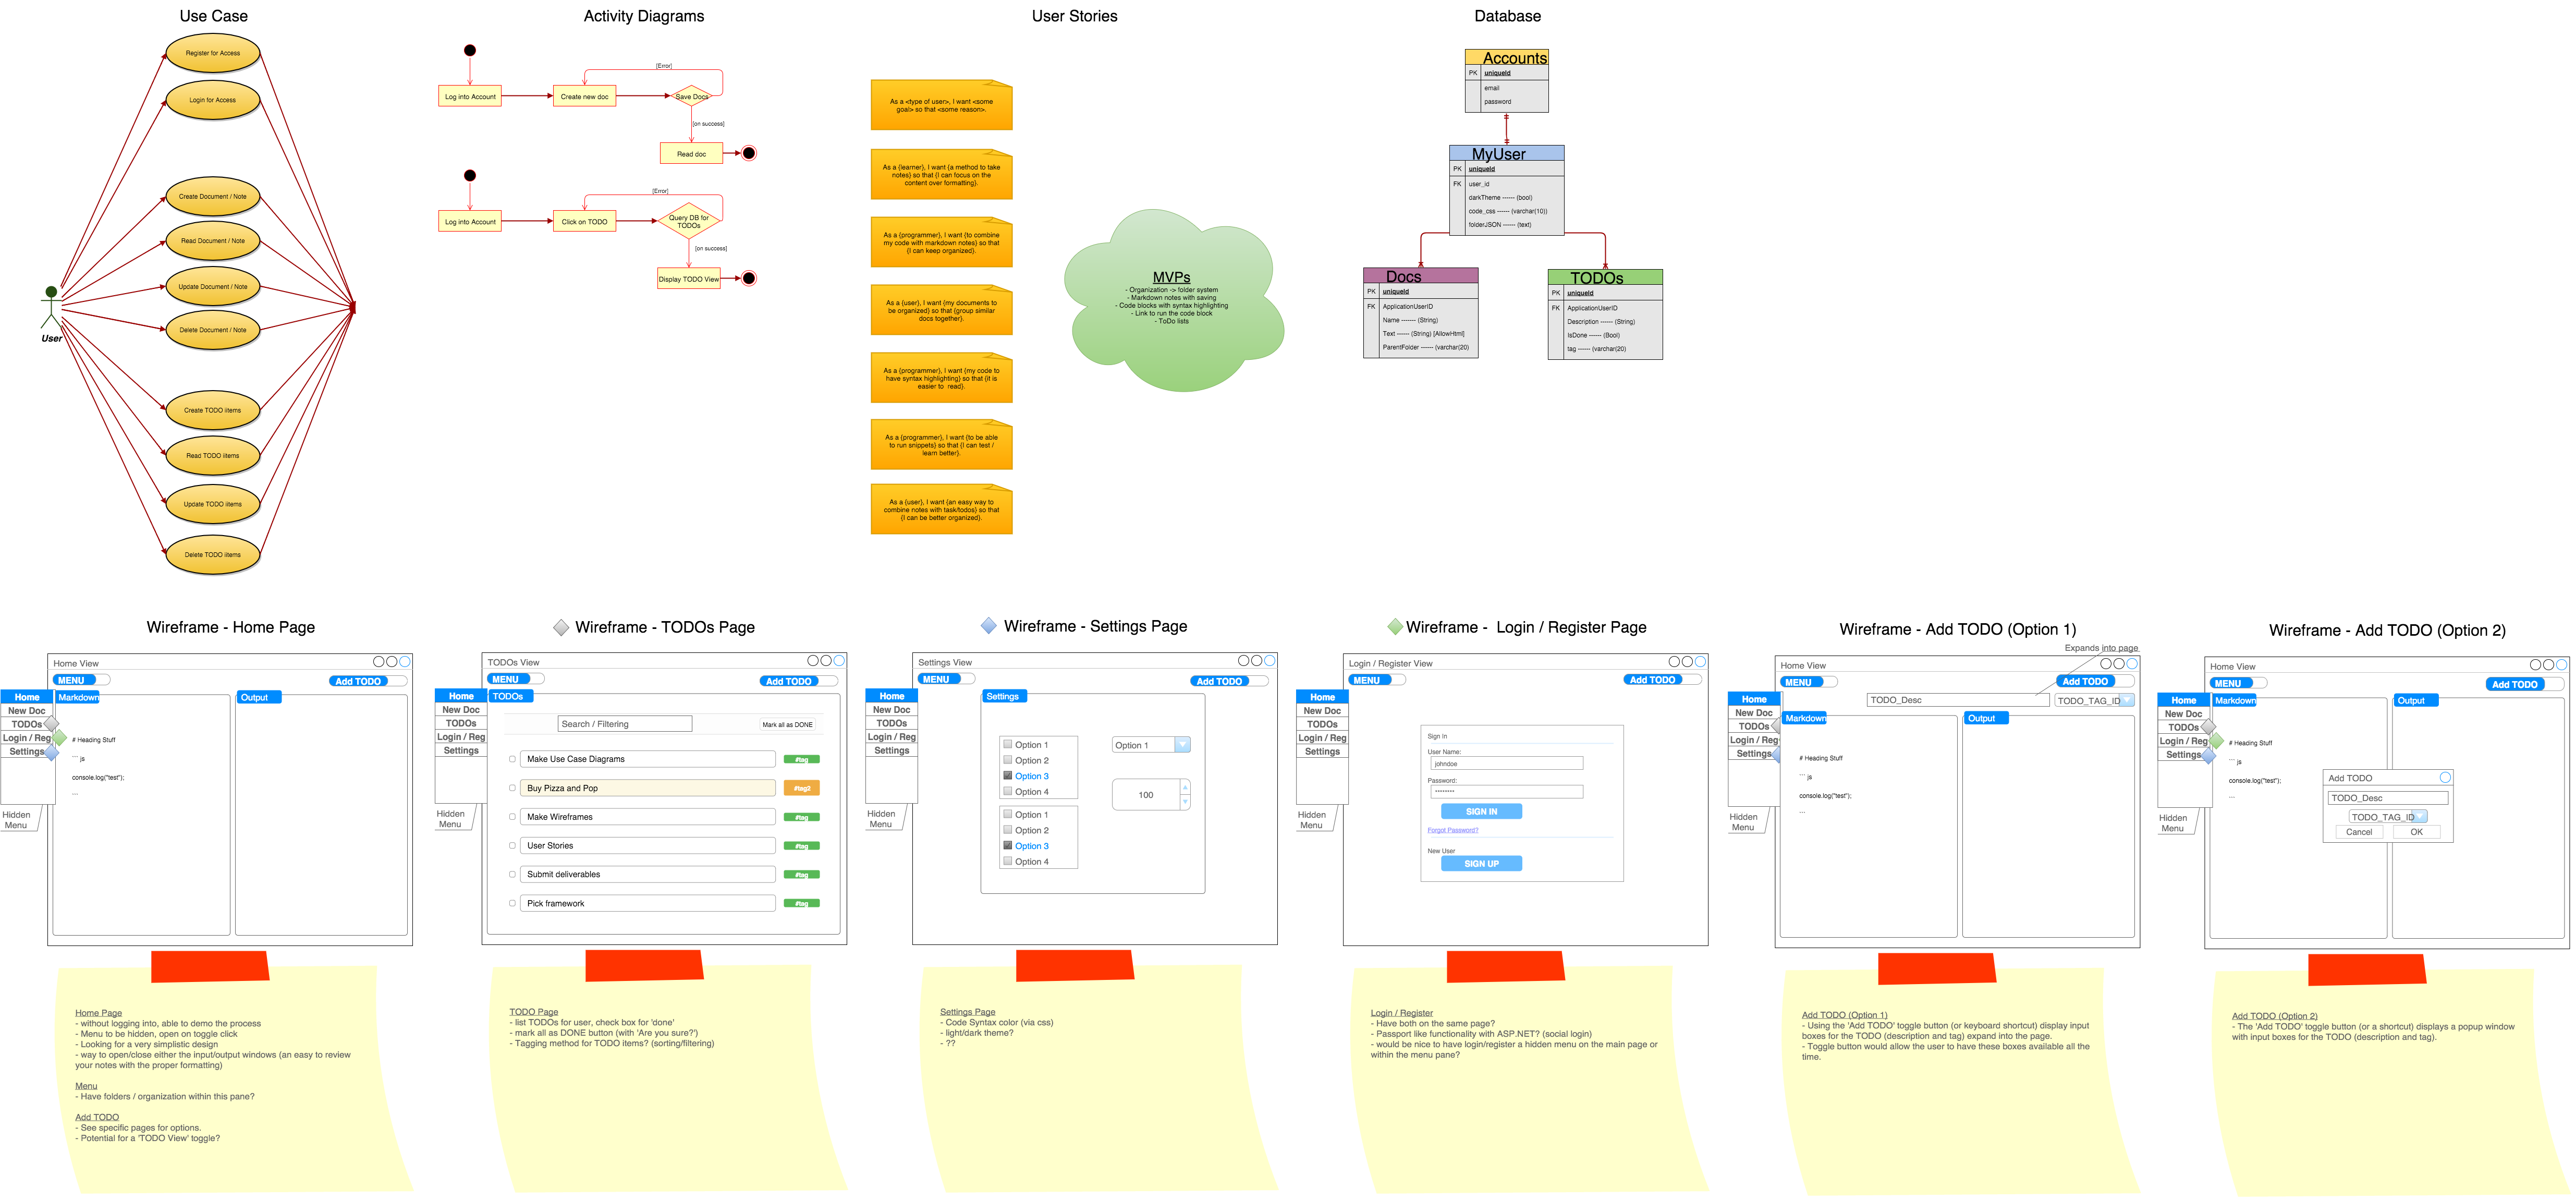 Use Case
Register for Access
Login for Access
Create Document / Note
Read Document / Note
Update Document / Note
Delete Document / Note
User
Create TODO iitems
Read TODO iitems
Update TODO iitems
Delete TODO iitems
Activity Diagrams
[Error]
Log into Account
Create new doc
Save Docs
[on success]
Read doc
[Error]
Log into Account
Click on TODO
Query DB for
TODOs
[on success]
Display TODO View
User Stories
As a <type of user>, I want <some
goal> so that <some reason>.
As a {learner}, I want {a method to take
notes} so that {I can focus on the
content over formatting}.
As a {programmer}, I want {to combine
my code with markdown notes} so that
{I can keep organized}.
As a {user}, I want {my documents to
be organized} so that {group similar
docs together}.
As a {programmer}, I want {my code to
have syntax highlighting} so that {it is
easier to  read}.
As a {programmer}, I want {to be able
to run snippets} so that {I can test /
learn better}.
As a {user}, I want {an easy way to
combine notes with task/todos} so that
{I can be better organized}.
MVPs
- Organization -> folder system
- Markdown notes with saving
- Code blocks with syntax highlighting
- Link to run the code block
- ToDo lists
Database
Accounts
PK uniqueId
email
password
MyUser
PK uniqueId
FK user_id
darkTheme ------ (bool)
code_css ------ (varchar(10))
folderJSON ------ (text)
Docs
PK uniqueId
FK ApplicationUserID
Name ------- (String)
Text ------ (String) [AllowHtml]
ParentFolder ------ (varchar(20)
TODOs
PK uniqueId
FK ApplicationUserID
Description ------ (String)
IsDone ------ (Bool)
tag ------ (varchar(20)
Wireframe - Home Page
Home View
MENU
Add TODO
Home
New Doc
TODOs
Login / Reg
Settings
Hidden
Menu
Markdown
Output
# Heading Stuff
``` js
console.log("test");
```
Home Page
- without logging into, able to demo the process
- Menu to be hidden, open on toggle click
- Looking for a very simplistic design
- way to open/close either the input/output windows (an easy to review
your notes with the proper formatting)
Menu
- Have folders / organization within this pane?
Add TODO
- See specific pages for options.
- Potential for a 'TODO View' toggle?
Wireframe - TODOs Page
TODOs View
MENU
Add TODO
Home
New Doc
TODOs
Login / Reg
Settings
Hidden
Menu
TODOs
Search / Filtering
Mark all as DONE
Make Use Case Diagrams #tag
Buy Pizza and Pop #tag2
Make Wireframes #tag
User Stories #tag
Submit deliverables #tag
Pick framework #tag
TODO Page
- list TODOs for user, check box for 'done'
- mark all as DONE button (with 'Are you sure?')
- Tagging method for TODO items? (sorting/filtering)
Wireframe - Settings Page
Settings View
MENU
Add TODO
Home
New Doc
TODOs
Login / Reg
Settings
Hidden
Menu
Settings
Option 1
Option 2
Option 3
Option 4
Option 1
Option 2
Option 3
Option 4
Option 1
100
Settings Page
- Code Syntax color (via css)
- light/dark theme?
- ??
Wireframe -  Login / Register Page
Login / Register View
MENU
Add TODO
Home
New Doc
TODOs
Login / Reg
Settings
Hidden
Menu
Sign In
User Name:
johndoe
Password:
********
SIGN IN
Forgot Password?
New User
SIGN UP
Login / Register
- Have both on the same page?
- Passport like functionality with ASP.NET? (social login)
- would be nice to have login/register a hidden menu on the main page or
within the menu pane?
Wireframe - Add TODO (Option 1)
Expands into page
Home View
MENU
Add TODO
TODO_Desc
TODO_TAG_ID
Home
New Doc
TODOs
Login / Reg
Settings
Hidden
Menu
Markdown
Output
# Heading Stuff
``` js
console.log("test");
```
Add TODO (Option 1)
- Using the 'Add TODO' toggle button (or keyboard shortcut) display input
boxes for the TODO (description and tag) expand into the page.
- Toggle button would allow the user to have these boxes available all the
time.
Wireframe - Add TODO (Option 2)
Home View
MENU
Add TODO
Home
New Doc
TODOs
Login / Reg
Settings
Hidden
Menu
Markdown
Output
# Heading Stuff
``` js
console.log("test");
```
Add TODO
TODO_Desc
TODO_TAG_ID
Cancel
OK
Add TODO (Option 2)
- The 'Add TODO' toggle button (or a shortcut) displays a popup window
with input boxes for the TODO (description and tag).